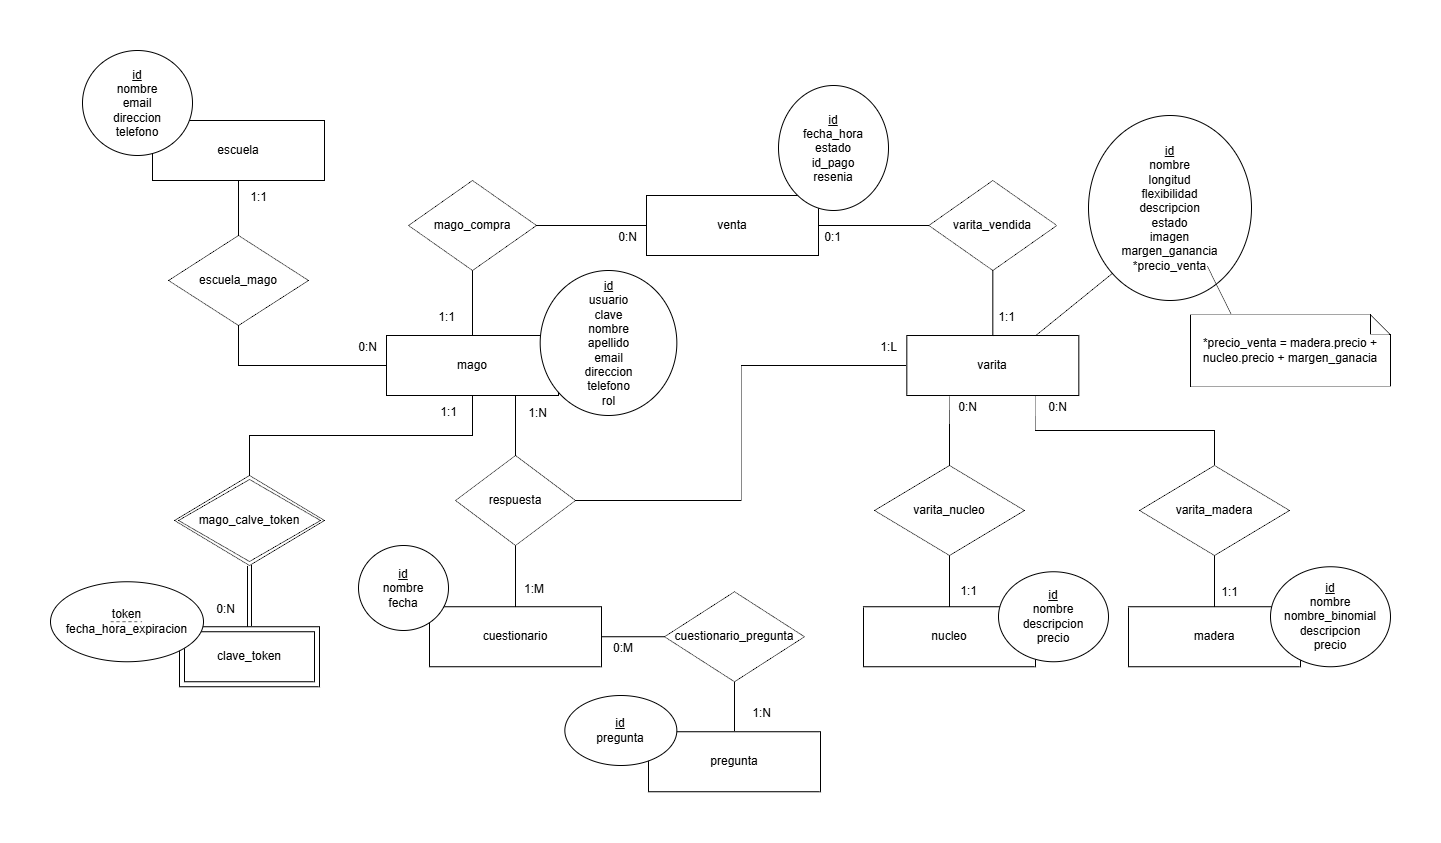 id
nombre
email
direccion
telefono
escuela
1:1
escuela_mago
0:N
mago_compra
0:N
1:1
id
fecha_hora
estado
id_pago
resenia
venta
0:1
varita_vendida
1:1
id
nombre
longitud
flexibilidad
descripcion
estado
imagen
margen_ganancia
*precio_venta
*precio_venta = madera.precio +
nucleo.precio + margen_ganacia
id
usuario
clave
nombre
apellido
email
direccion
telefono
rol
mago
1:1
1:N
1:L
varita
0:N
0:N
mago_calve_token
respuesta
varita_nucleo
varita_madera
token
fecha_hora_expiracion
0:N
clave_token
id
nombre
fecha
1:M
cuestionario
0:M
cuestionario_pregunta
1:N
id
pregunta
pregunta
1:1
id
nombre
descripcion
precio
nucleo
1:1
id
nombre
nombre_binomial
descripcion
precio
madera